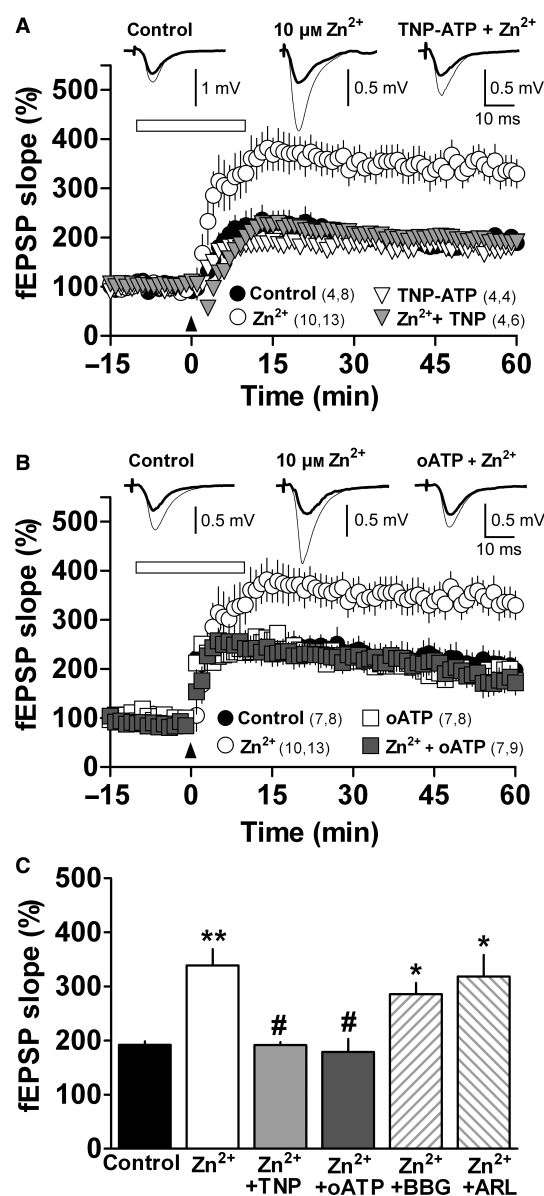 A
Control
10 μM Zn²⁺
TNP-ATP + Zn²⁺
1 mV
0.5 mV
0.5 mV
10 ms
fEPSP slope (%)
500
400
300
200
100
0
Control (4,8)
TNP-ATP (4,4)
Zn²⁺ (10,13)
Zn²⁺ + TNP (4,6)
−15
0
15
30
45
60
Time (min)
B
Control
10 μM Zn²⁺
oATP + Zn²⁺
0.5 mV
0.5 mV
0.5 mV
10 ms
fEPSP slope (%)
500
400
300
200
100
0
Control (7,8)
oATP (7,8)
Zn²⁺ (10,13)
Zn²⁺ + oATP (7,9)
−15
0
15
30
45
60
Time (min)
C
fEPSP slope (%)
500
400
300
200
100
0
**
#
#
*
*
Control
Zn²⁺
Zn²⁺
+TNP
Zn²⁺
+oATP
Zn²⁺
+BBG
Zn²⁺
+ARL